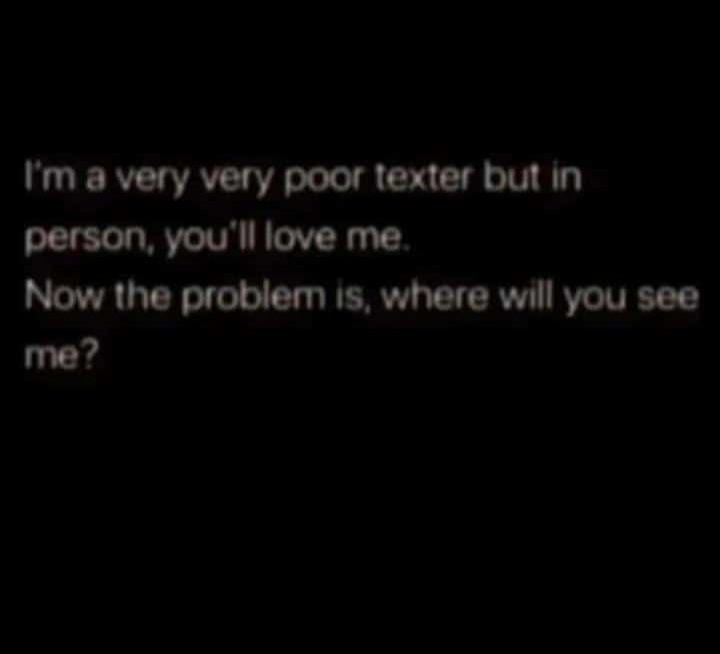 I'm a very very poor texter but in
person, you'll love me.
Now the problem is, where will you see
me?